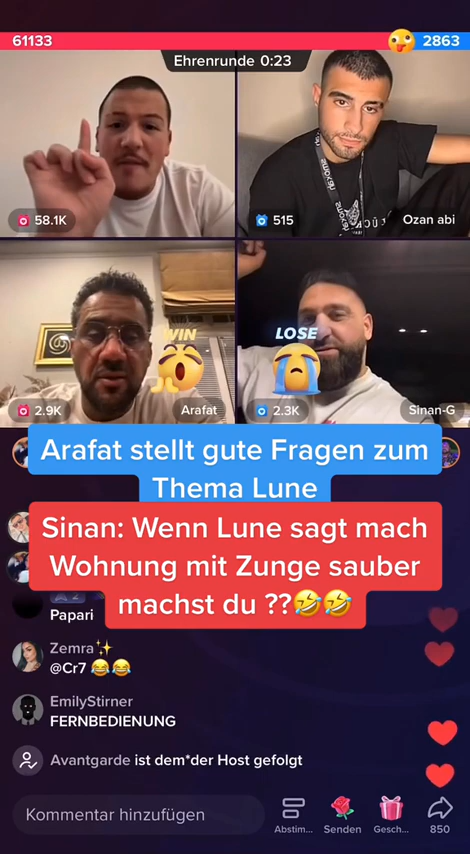 61133
2863
Ehrenrunde 0:23
58.1K
515
Ozan abi
WIN
LOSE
2.9K
Arafat
2.3K
Sinan-G
Arafat stellt gute Fragen zum
Thema Lune
Sinan: Wenn Lune sagt mach
Wohnung mit Zunge sauber
machst du ??🤣🤣
Papari
Zemra✨
@Cr7 😂😂
EmilyStirner
FERNBEDIENUNG
Avantgarde ist dem*der Host gefolgt
Kommentar hinzufügen
Abstim...
Senden
Gesch...
850